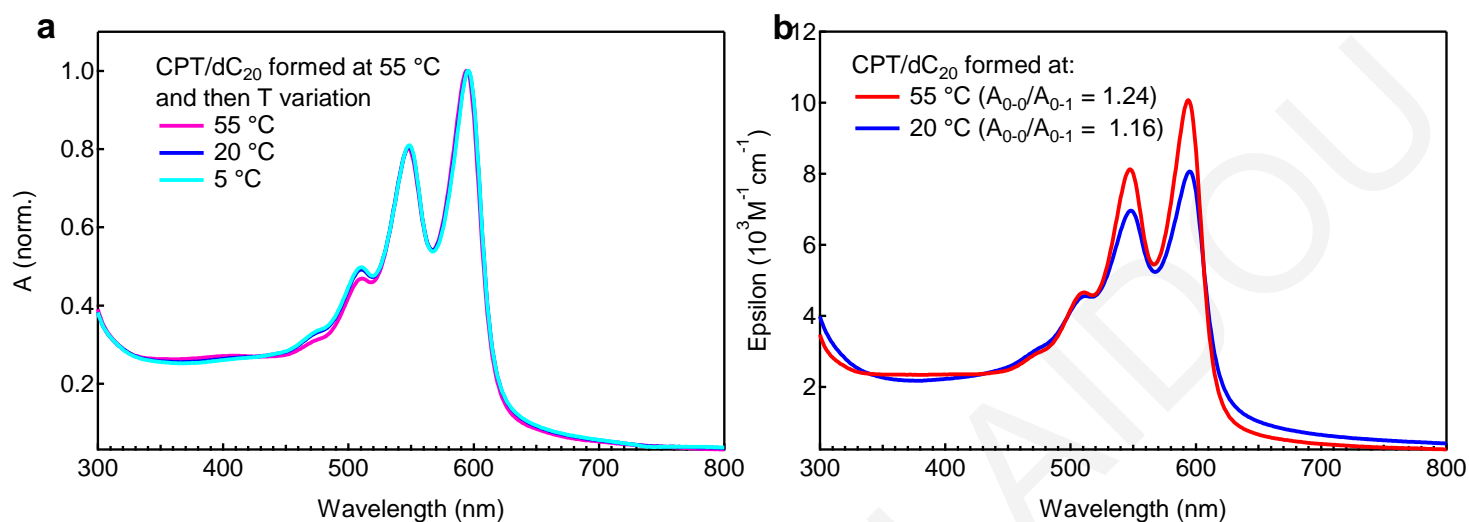 a
CPT/dC₂₀ formed at 55 °C
and then T variation
55 °C
20 °C
5 °C
1.0
0.8
0.6
0.4
0.2
A (norm.)
300 400 500 600 700 800
Wavelength (nm)
b
CPT/dC₂₀ formed at:
55 °C (A₀₋₀/A₀₋₁ = 1.24)
20 °C (A₀₋₀/A₀₋₁ = 1.16)
12
10
8
6
4
2
Epsilon (10³M⁻¹ cm⁻¹)
300 400 500 600 700 800
Wavelength (nm)
AIDOU